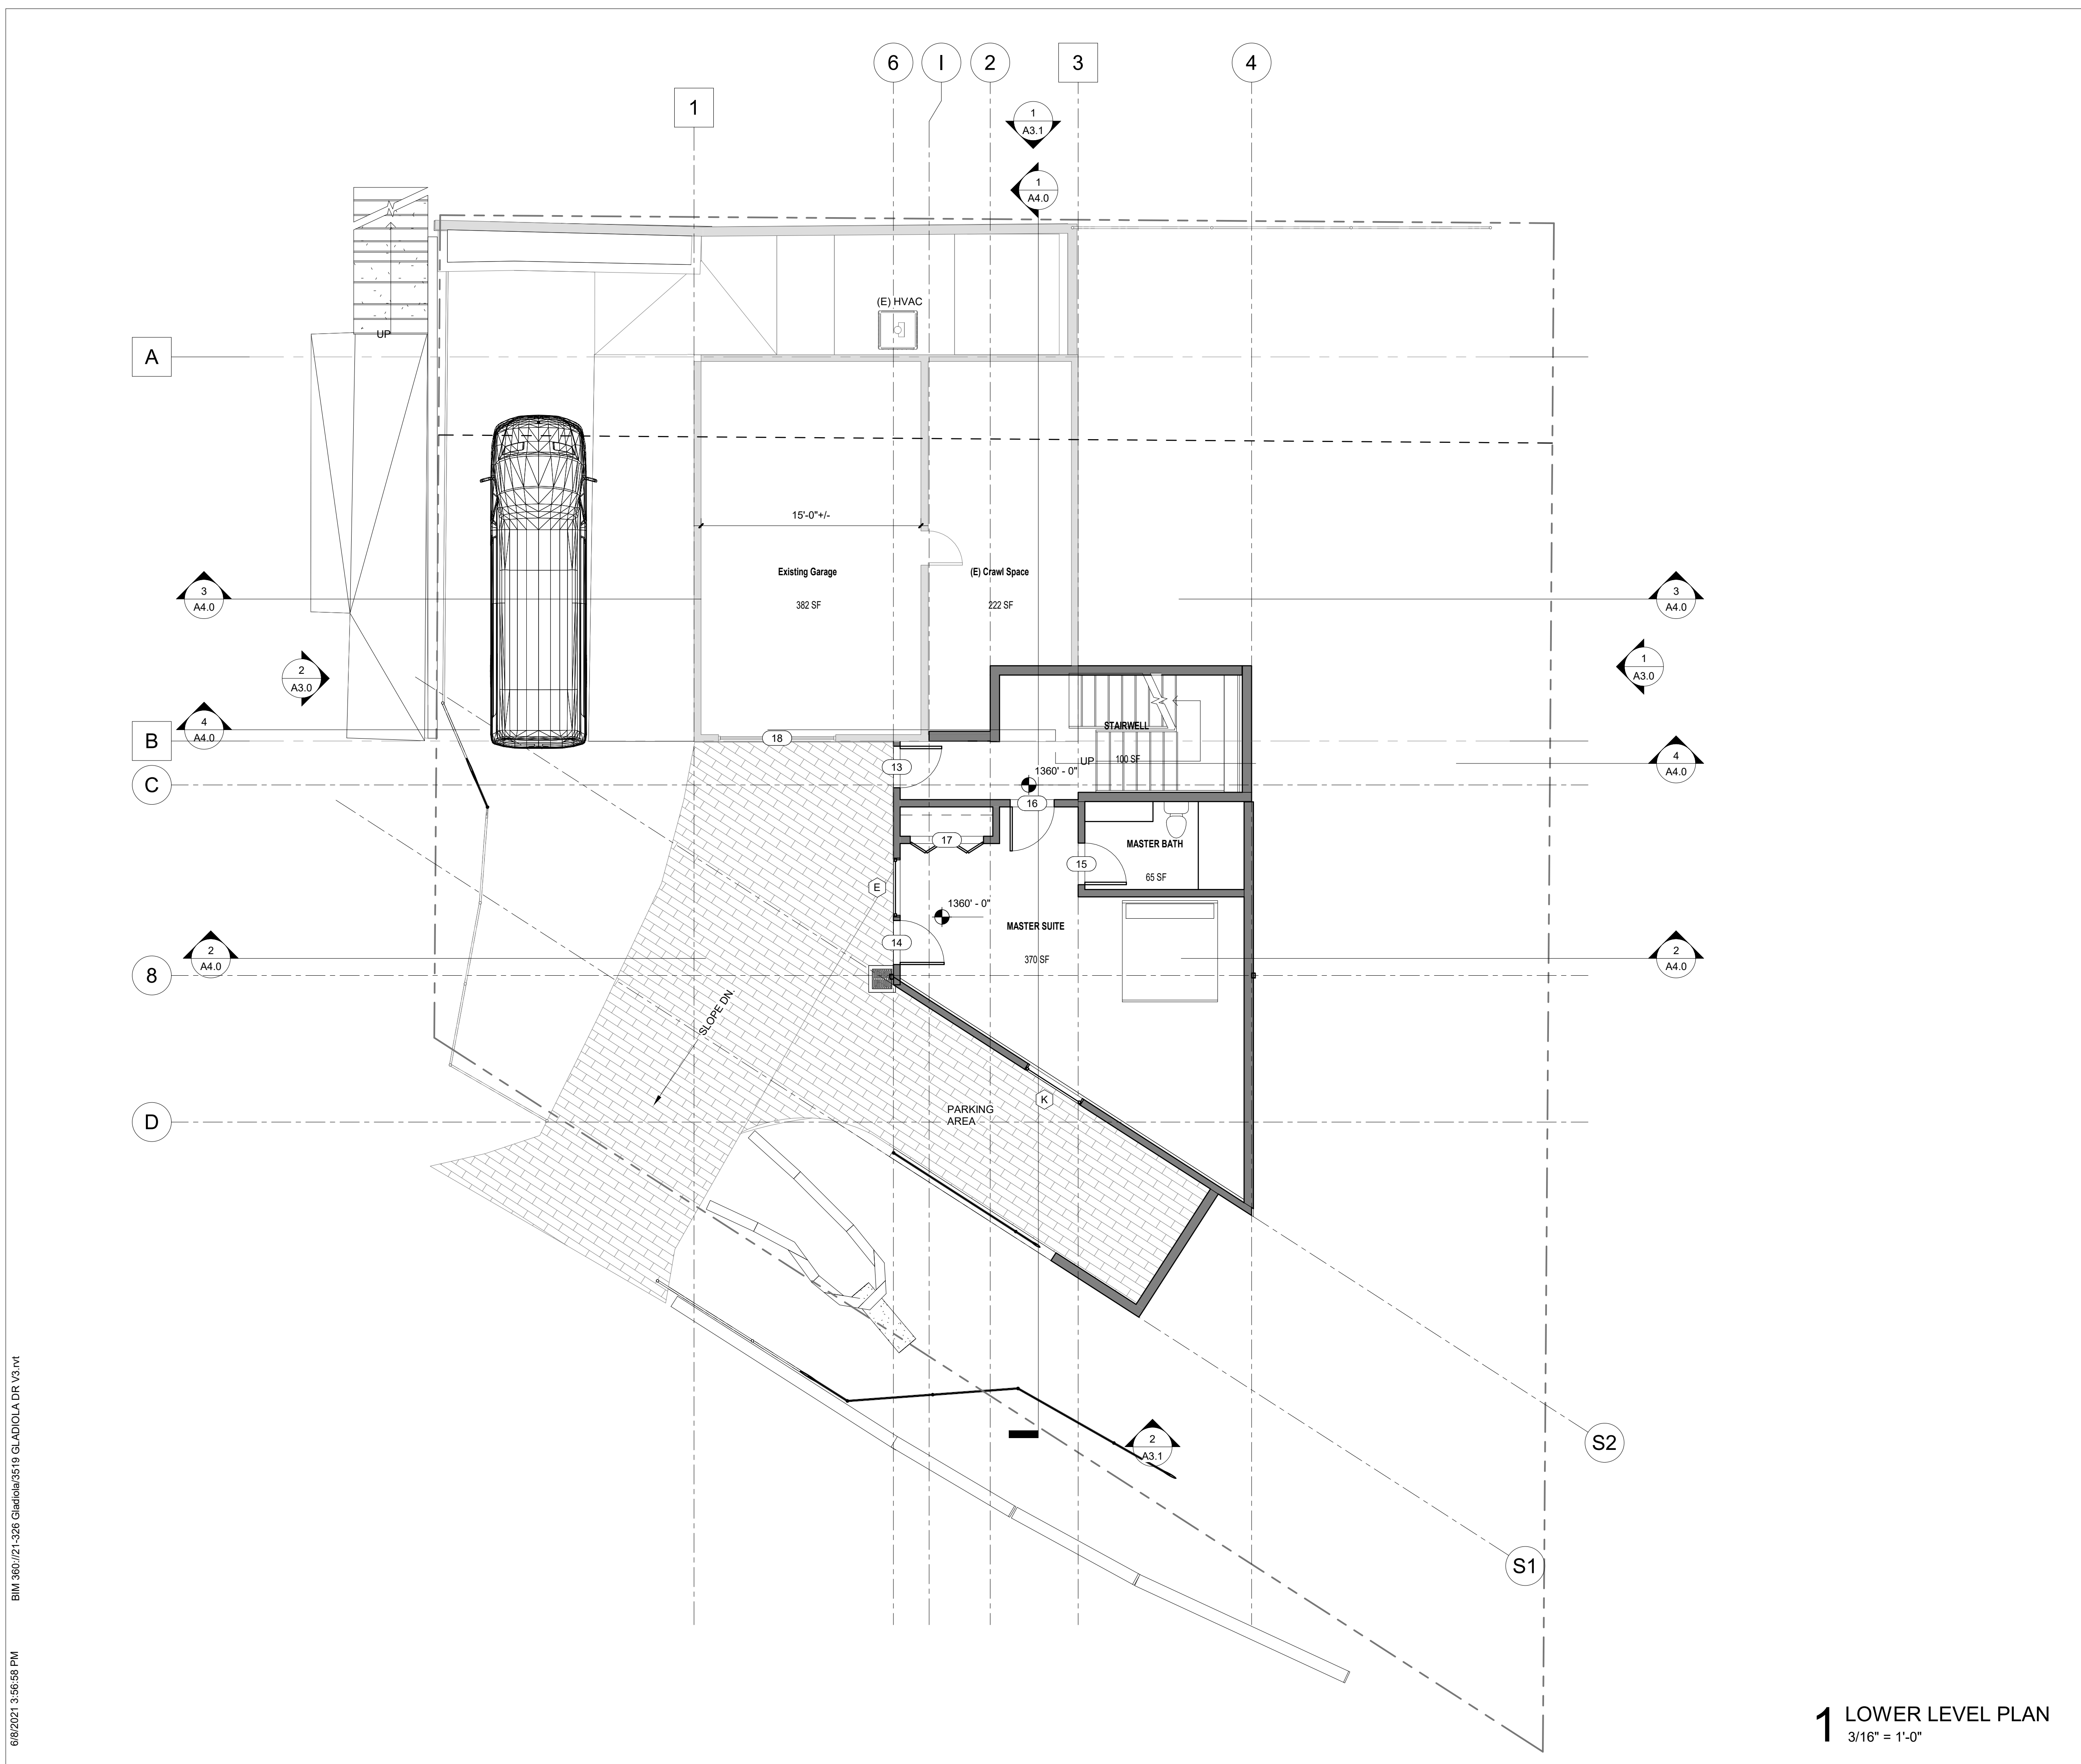 6
I
2
3
4
1
1
A3.1
1
A4.0
(E) HVAC
UP
A
15'-0"+/-
Existing Garage
382 SF
(E) Crawl Space
222 SF
3
A4.0
3
A4.0
2
A3.0
1
A3.0
4
A4.0
B
18
STAIRWELL
100 SF
UP
13
1360' - 0"
4
A4.0
C
16
17
MASTER BATH
65 SF
15
E
1360' - 0"
MASTER SUITE
370 SF
14
2
A4.0
2
A4.0
8
SLOPE DN.
K
PARKING
AREA
D
2
A3.1
S2
S1
BIM 360://21-326 Gladiola/3519 GLADIOLA DR V3.rvt
6/8/2021 3:56:58 PM
1 LOWER LEVEL PLAN
3/16" = 1'-0"